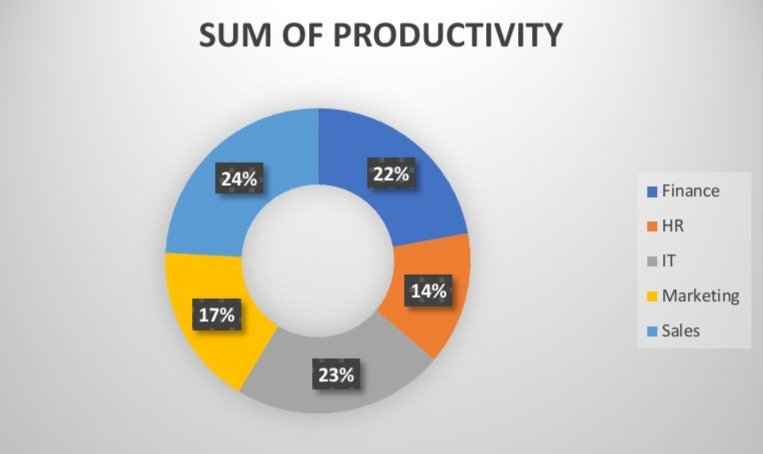 SUM OF PRODUCTIVITY
24%
22%
14%
17%
23%
Finance
HR
IT
Marketing
Sales